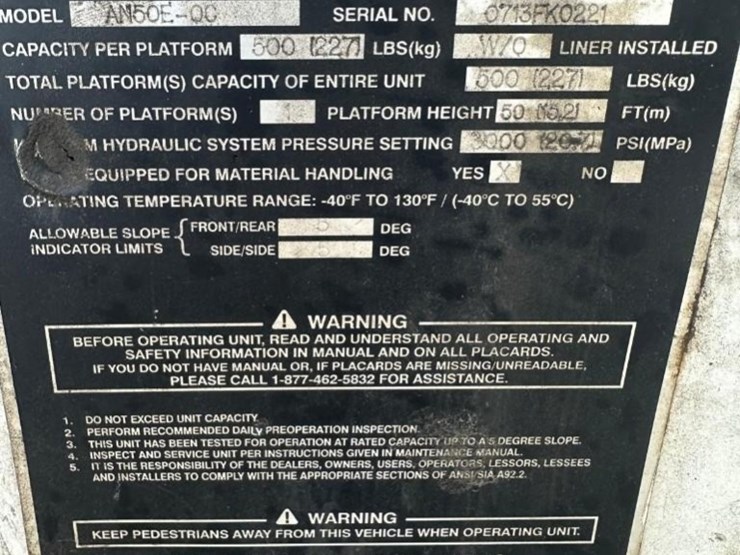 MODEL AN50E-OC SERIAL NO. 0713FK0221
CAPACITY PER PLATFORM 500 (227) LBS(kg) W/O LINER INSTALLED
TOTAL PLATFORM(S) CAPACITY OF ENTIRE UNIT 500 (227) LBS(kg)
NUMBER OF PLATFORM(S) 1 PLATFORM HEIGHT 50 (15.2) FT(m)
HYDRAULIC SYSTEM PRESSURE SETTING 3000 (20.7) PSI(MPa)
EQUIPPED FOR MATERIAL HANDLING YES X NO
OPERATING TEMPERATURE RANGE: -40°F TO 130°F / (-40°C TO 55°C)
ALLOWABLE SLOPE INDICATOR LIMITS { FRONT/REAR 5 DEG
SIDE/SIDE 5 DEG
⚠ WARNING
BEFORE OPERATING UNIT, READ AND UNDERSTAND ALL OPERATING AND
SAFETY INFORMATION IN MANUAL AND ON ALL PLACARDS.
IF YOU DO NOT HAVE MANUAL OR, IF PLACARDS ARE MISSING/UNREADABLE,
PLEASE CALL 1-877-462-5832 FOR ASSISTANCE.
1. DO NOT EXCEED UNIT CAPACITY.
2. PERFORM RECOMMENDED DAILY PREOPERATION INSPECTION.
3. THIS UNIT HAS BEEN TESTED FOR OPERATION AT RATED CAPACITY UP TO A 5 DEGREE SLOPE.
4. INSPECT AND SERVICE UNIT PER INSTRUCTIONS GIVEN IN MAINTENANCE MANUAL.
5. IT IS THE RESPONSIBILITY OF THE DEALERS, OWNERS, USERS, OPERATORS, LESSORS, LESSEES
AND INSTALLERS TO COMPLY WITH THE APPROPRIATE SECTIONS OF ANSI/SIA A92.2.
⚠ WARNING
KEEP PEDESTRIANS AWAY FROM THIS VEHICLE WHEN OPERATING UNIT.